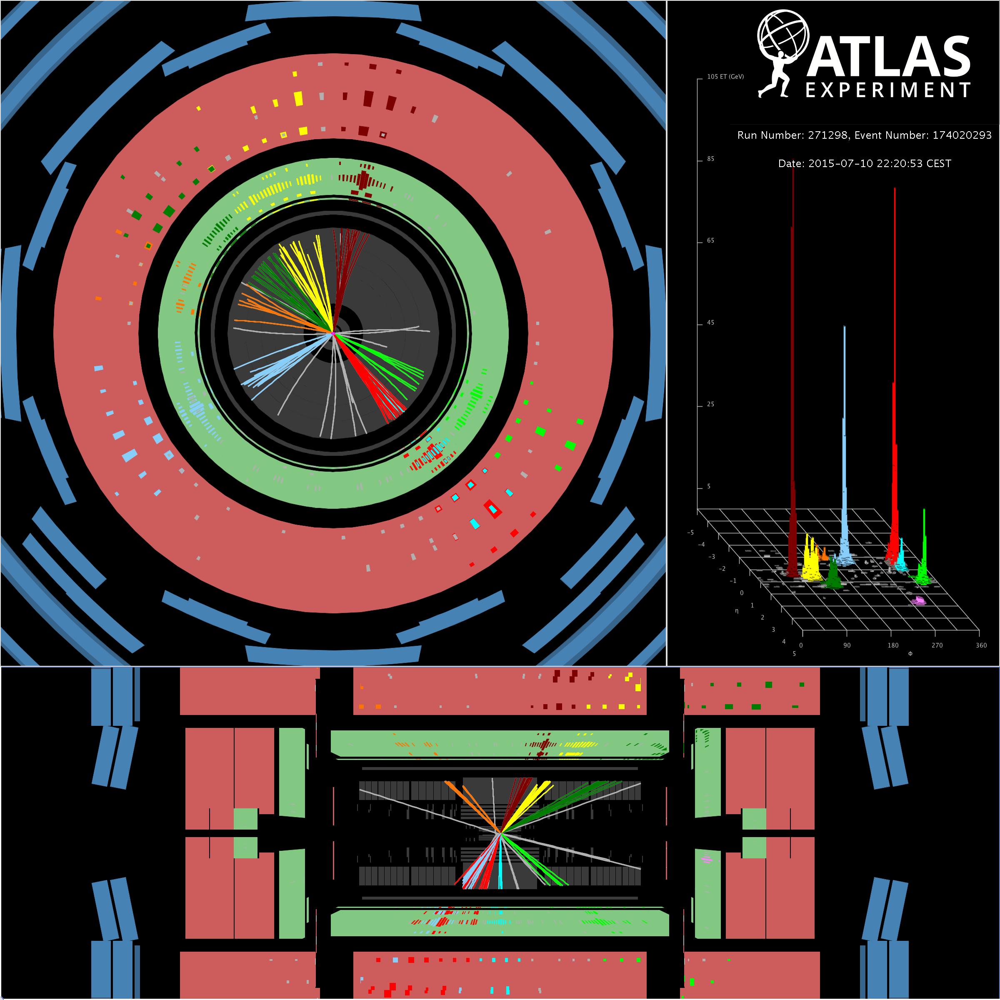 ATLAS
EXPERIMENT
105 ET (GeV)
Run Number: 271298, Event Number: 174020293
85
Date: 2015-07-10 22:20:53 CEST
65
45
25
5
-5
-4
-3
-2
-1
0
1
η
2
3
4
5
0 90 180 270 360
Φ